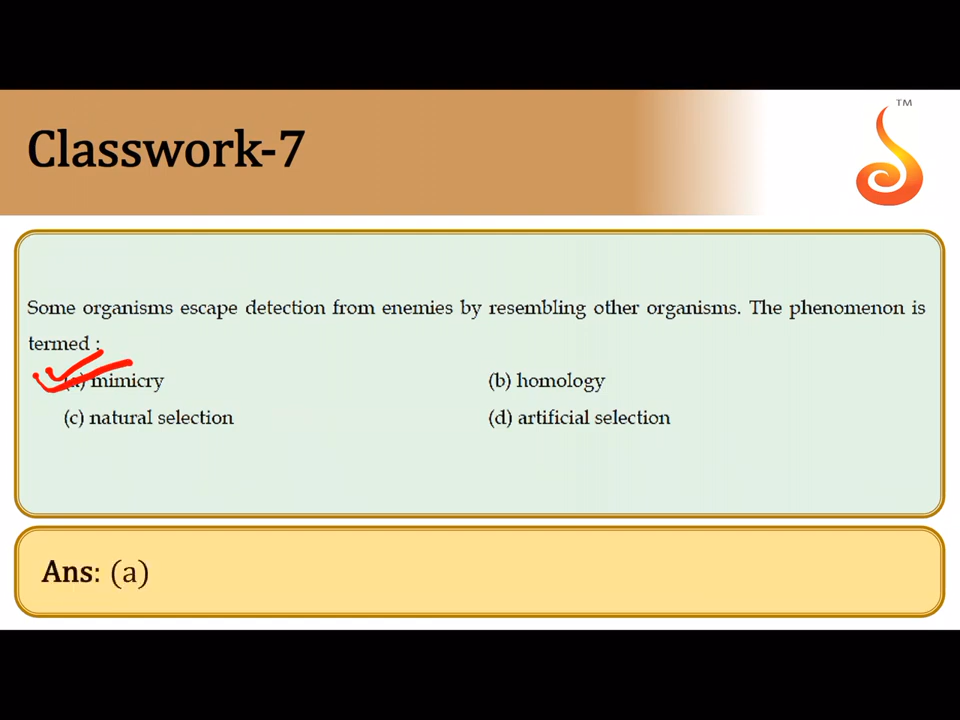 TM
Classwork-7
Some organisms escape detection from enemies by resembling other organisms. The phenomenon is
termed :
(a) mimicry (b) homology
(c) natural selection (d) artificial selection
Ans: (a)